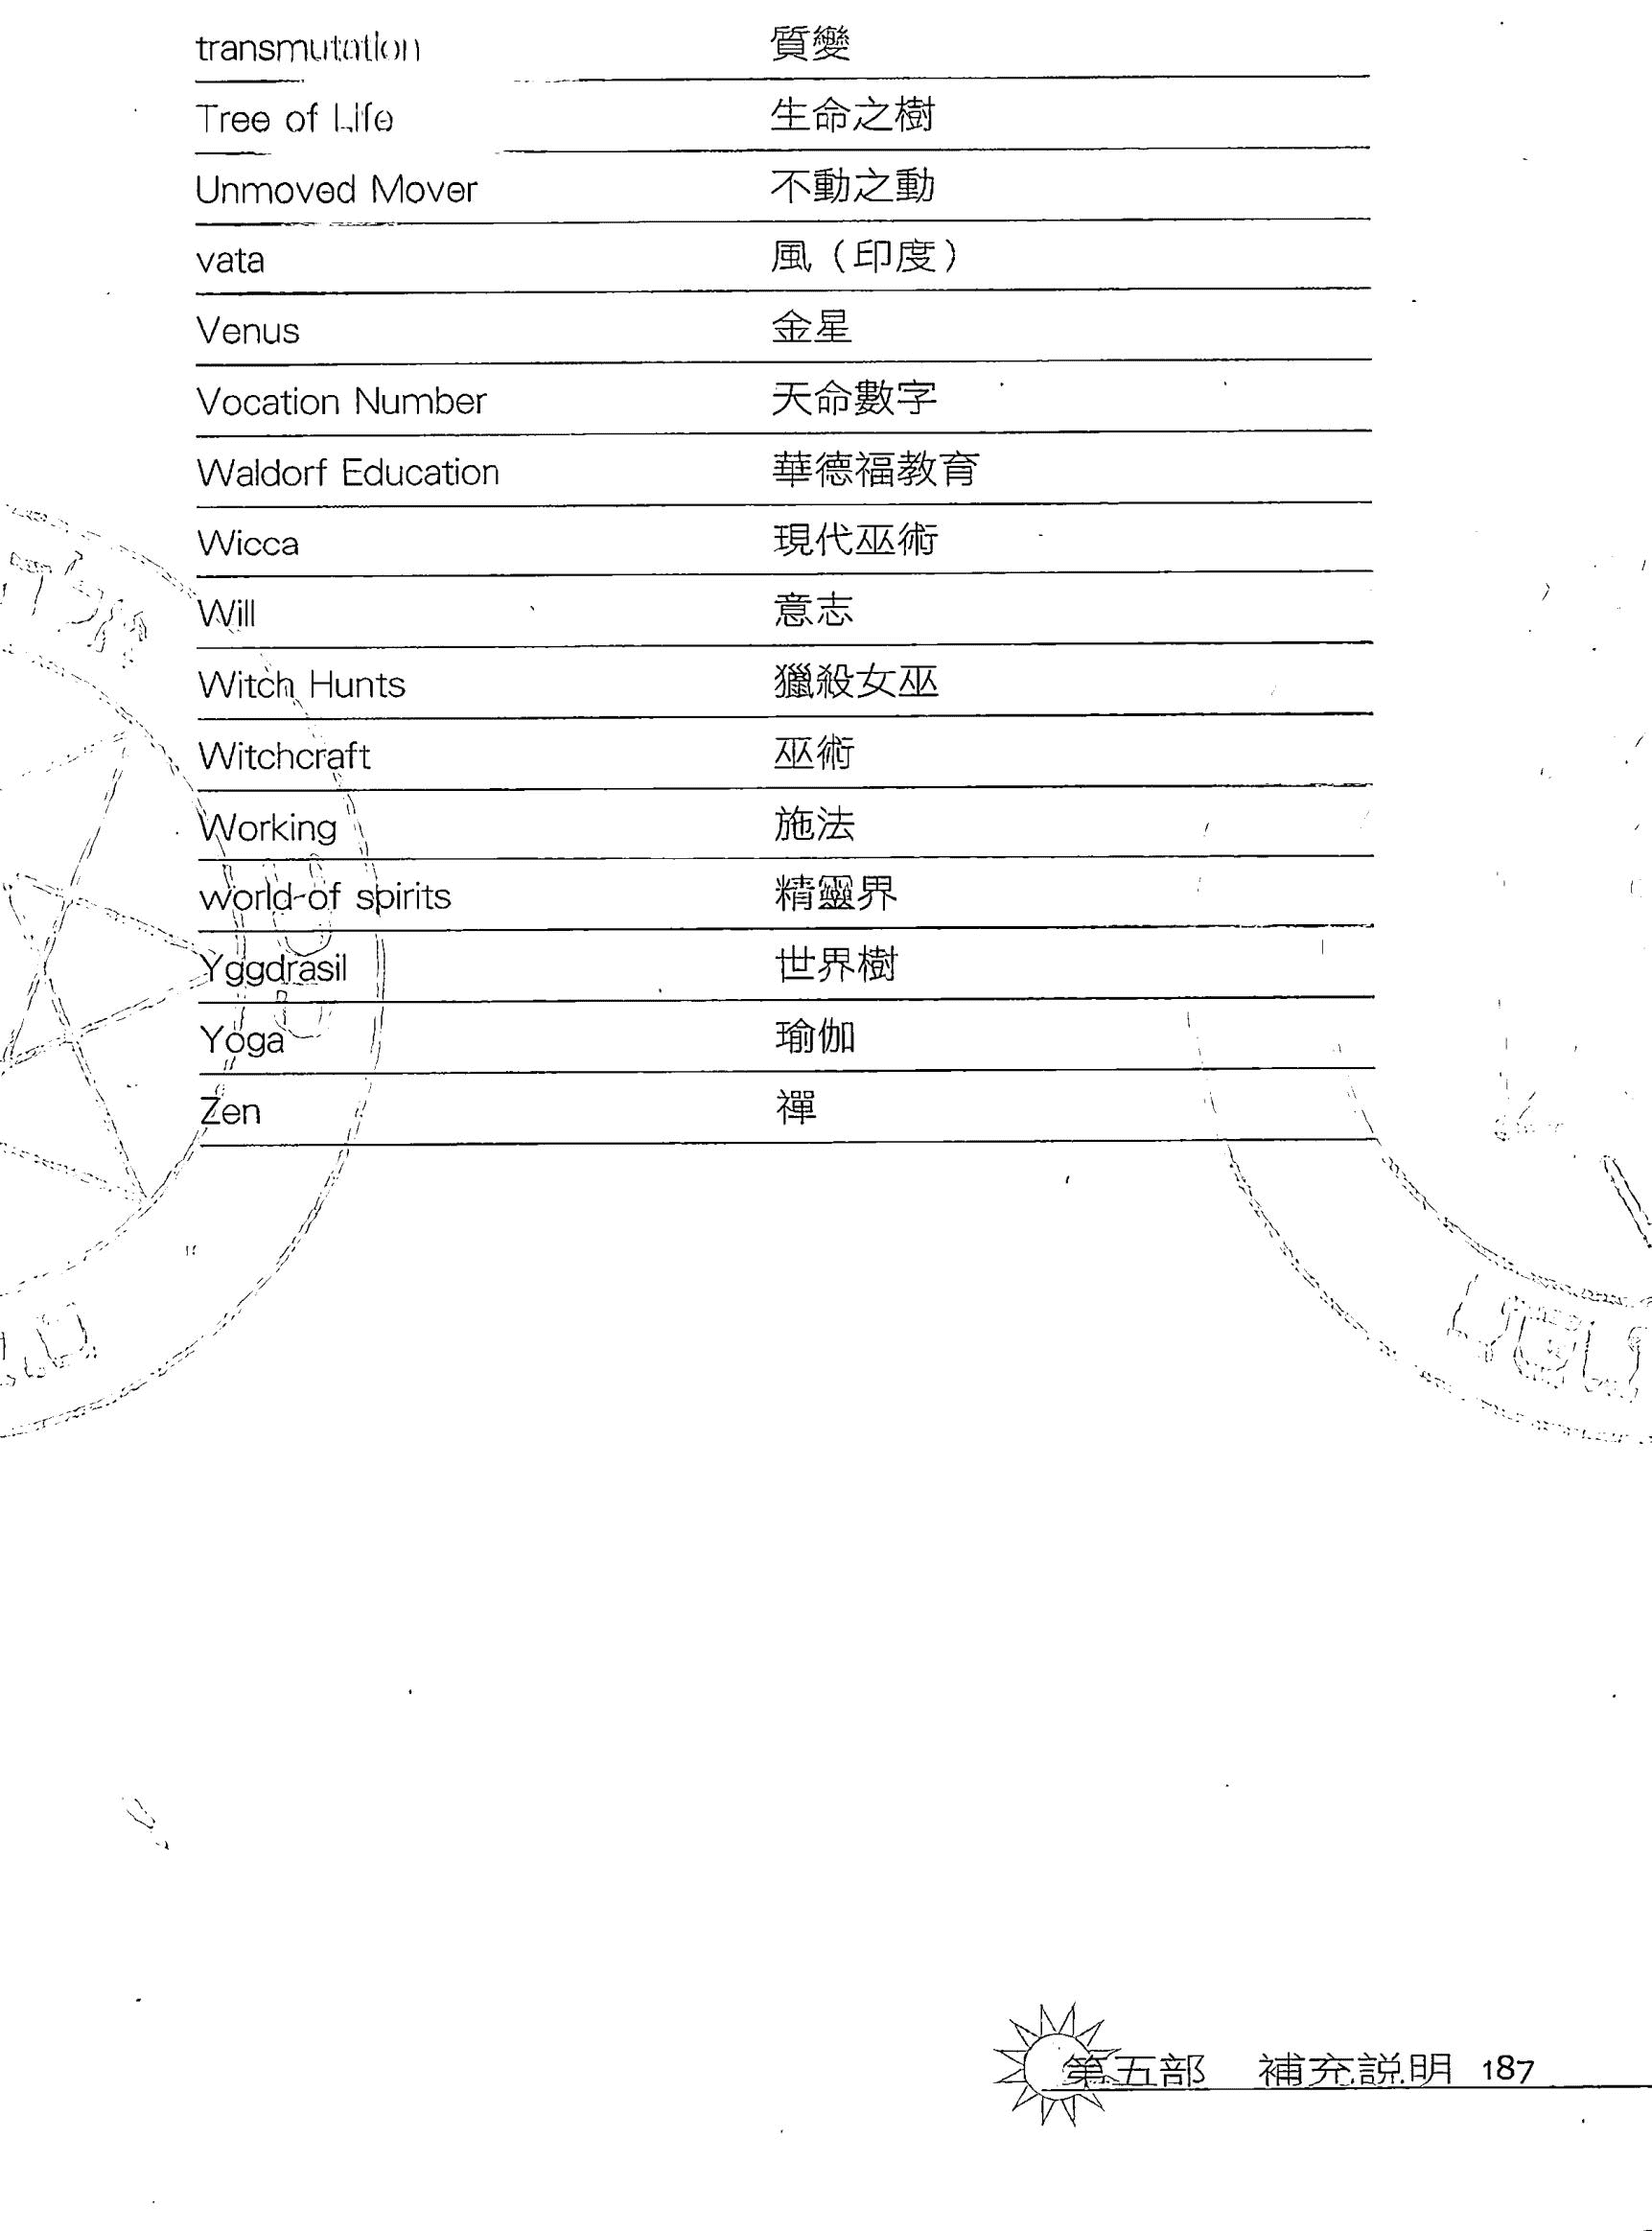 transmutation 質變
Tree of Life 生命之樹
Unmoved Mover 不動之動
vata 風（印度）
Venus 金星
Vocation Number 天命數字
Waldorf Education 華德福教育
Wicca 現代巫術
Will 意志
Witch Hunts 獵殺女巫
Witchcraft 巫術
Working 施法
world of spirits 精靈界
Yggdrasil 世界樹
Yoga 瑜伽
Zen 禪
第五部 補充說明 187